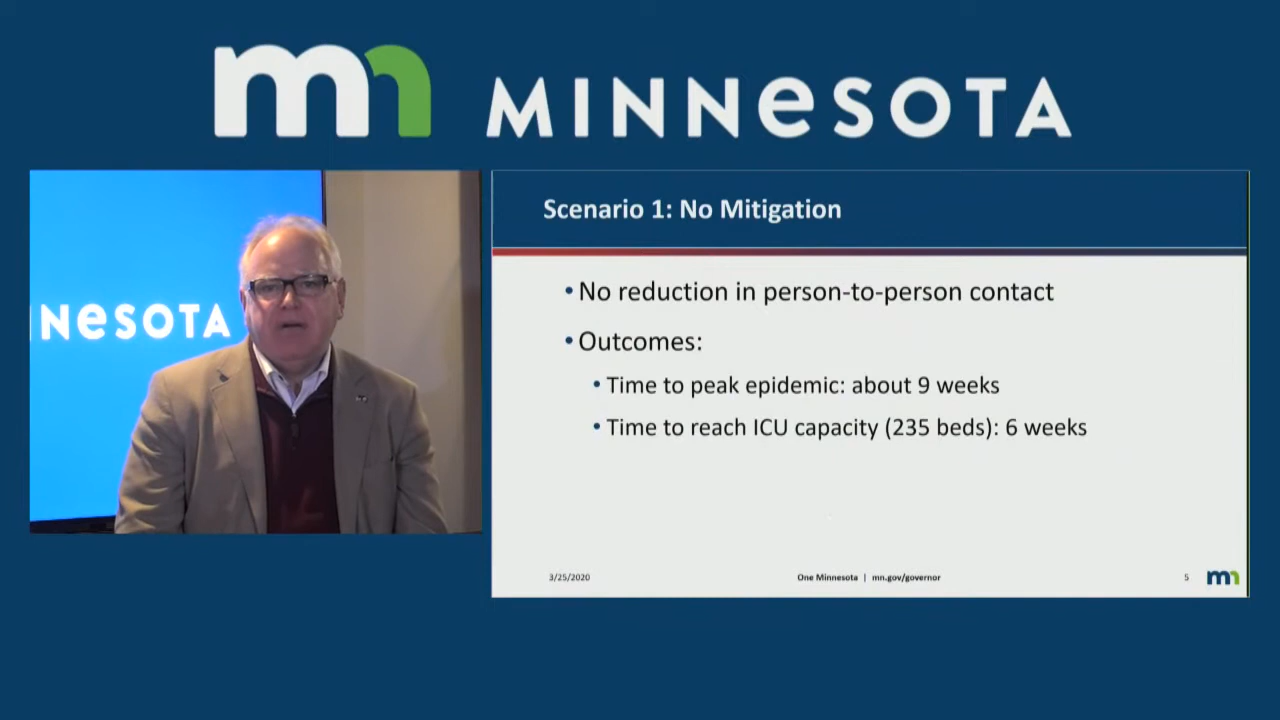 mn MINNESOTA
NESOTA
Scenario 1: No Mitigation
•No reduction in person-to-person contact
•Outcomes:
•Time to peak epidemic: about 9 weeks
•Time to reach ICU capacity (235 beds): 6 weeks
3/25/2020 One Minnesota | mn.gov/governor 5 mn